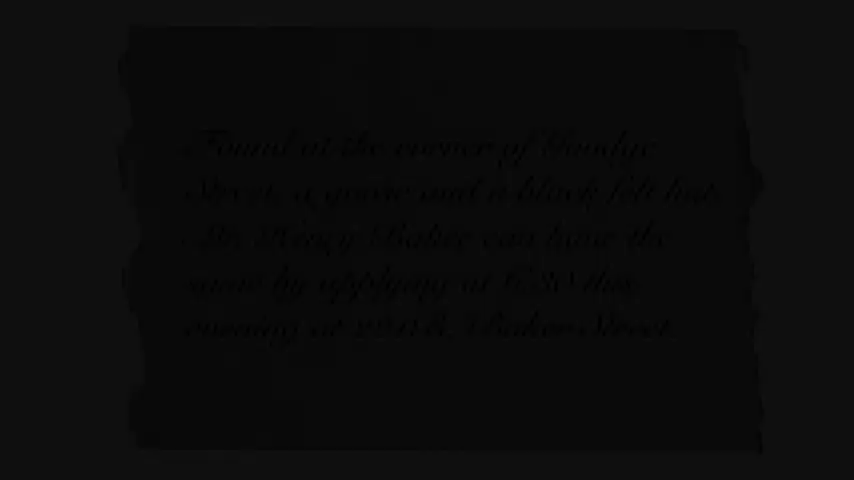 Found at the corner of Goodge
Street, a goose and a black felt hat.
Mr. Henry Baker can have the
same by applying at 6:30 this
evening at 221B, Baker Street.